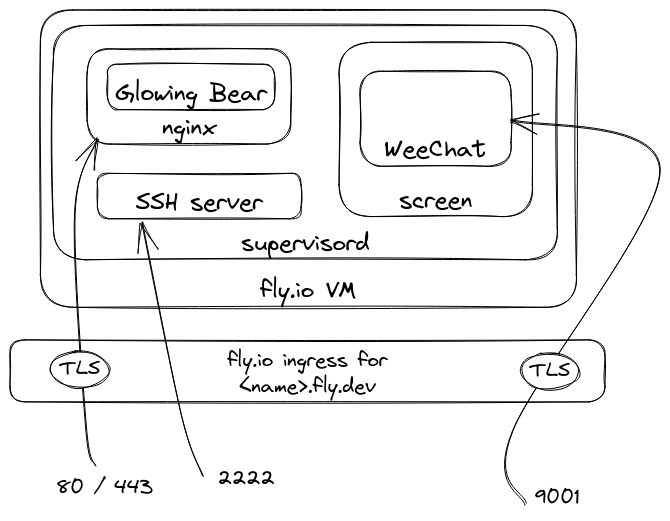 Glowing Bear
nginx
WeeChat
SSH server
screen
supervisord
fly.io VM
TLS
fly.io ingress for
<name>.fly.dev
TLS
80 / 443
2222
9001